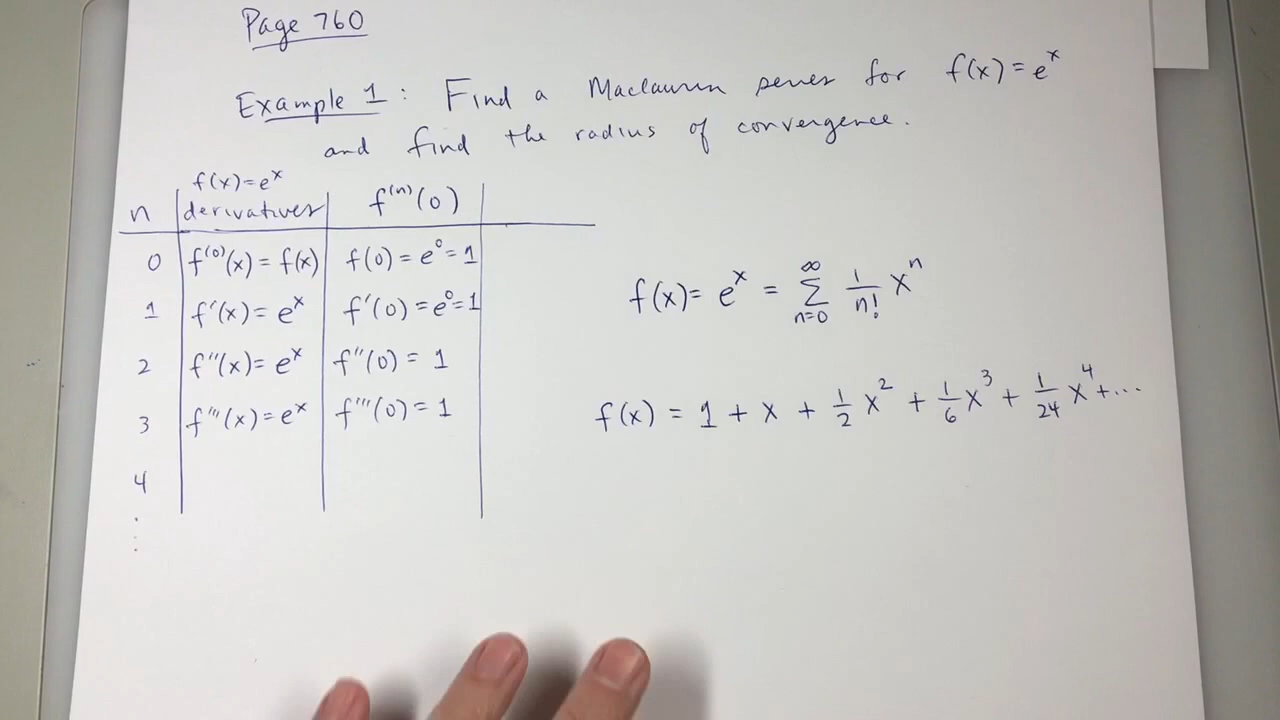 Page 760
Example 1: Find a Maclaurin series for f(x) = e^x
and find the radius of convergence.
f(x)=e^x
n | derivatives | f^(n)(0)
0 | f^(0)(x) = f(x) | f(0) = e^0 = 1
1 | f'(x) = e^x | f'(0) = e^0 = 1
2 | f''(x) = e^x | f''(0) = 1
3 | f'''(x) = e^x | f'''(0) = 1
4
⋮
f(x) = e^x = ∑_{n=0}^{∞} 1/n! x^n
f(x) = 1 + x + 1/2 x^2 + 1/6 x^3 + 1/24 x^4 + ...